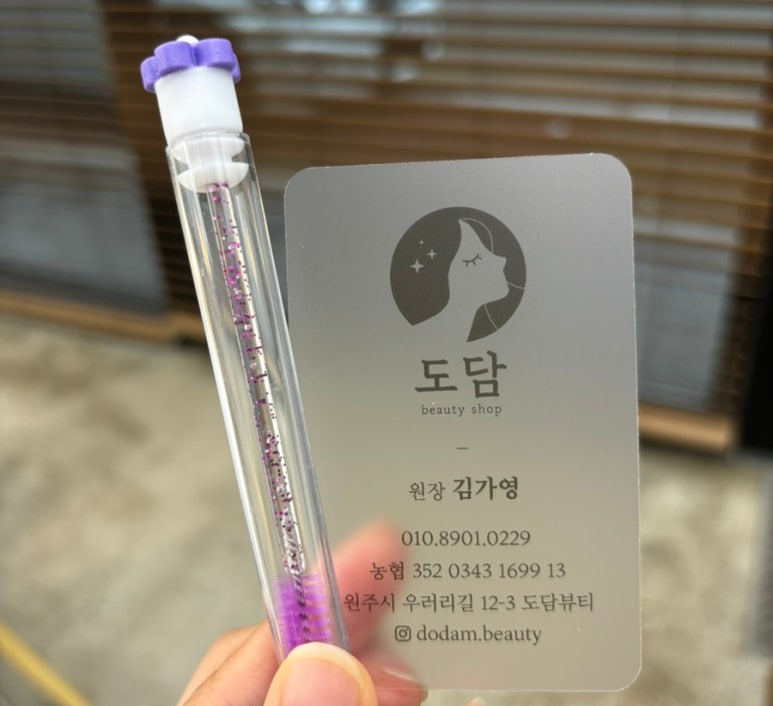 도담
beauty shop
원장 김가영
010.8901.0229
농협 352 0343 1699 13
원주시 우러리길 12-3 도담뷰티
dodam.beauty